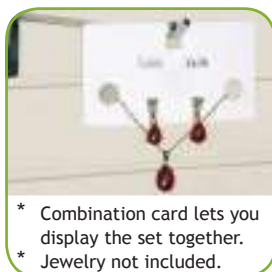 * Combination card lets you
display the set together.
* Jewelry not included.